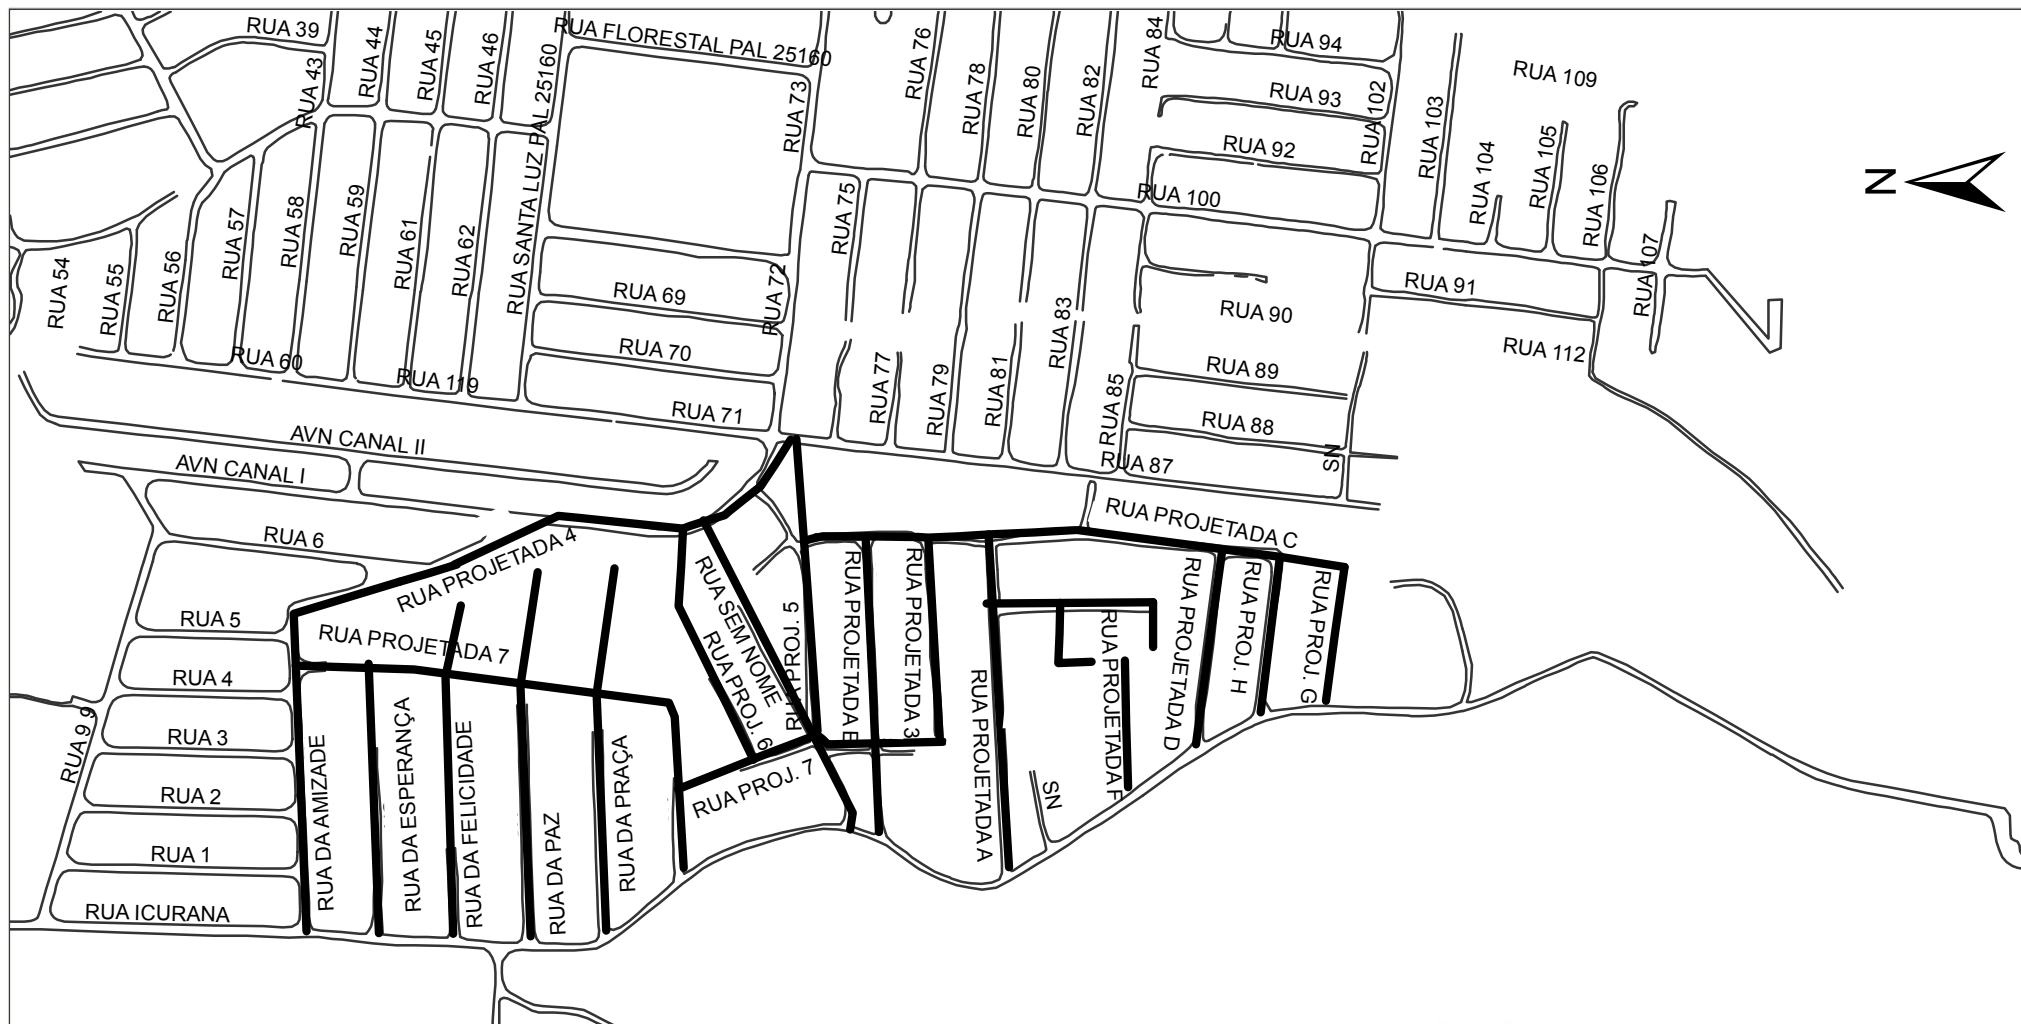 RUA 39
RUA 44
RUA 45
RUA 46
RUA 43
RUA FLORESTAL PAL 25160
RUA SANTA LUZ PAL 25160
RUA 73
RUA 76
RUA 78
RUA 80
RUA 82
RUA 84
RUA 94
RUA 93
RUA 92
RUA 100
RUA 102
RUA 103
RUA 109
RUA 104
RUA 105
RUA 106
RUA 107
N
RUA 54
RUA 55
RUA 56
RUA 57
RUA 58
RUA 59
RUA 61
RUA 62
RUA 60
RUA 119
RUA 69
RUA 70
RUA 71
RUA 72
RUA 75
RUA 77
RUA 79
RUA 81
RUA 83
RUA 85
RUA 90
RUA 89
RUA 88
RUA 87
RUA 91
RUA 112
SN
AVN CANAL II
AVN CANAL I
RUA 6
RUA 5
RUA 4
RUA 3
RUA 2
RUA 1
RUA ICURANA
RUA 9 9
RUA PROJETADA 4
RUA PROJETADA 7
RUA DA AMIZADE
RUA DA ESPERANÇA
RUA DA FELICIDADE
RUA DA PAZ
RUA DA PRAÇA
RUA SEM NOME
RUA PROJ. 6
RUA PROJ. 7
RUA PROJ. 5
RUA PROJETADA E
RUA PROJETADA 3
RUA PROJETADA A
RUA PROJETADA C
RUA PROJETADA F
SN
RUA PROJETADA D
RUA PROJ. H
RUA PROJ. G